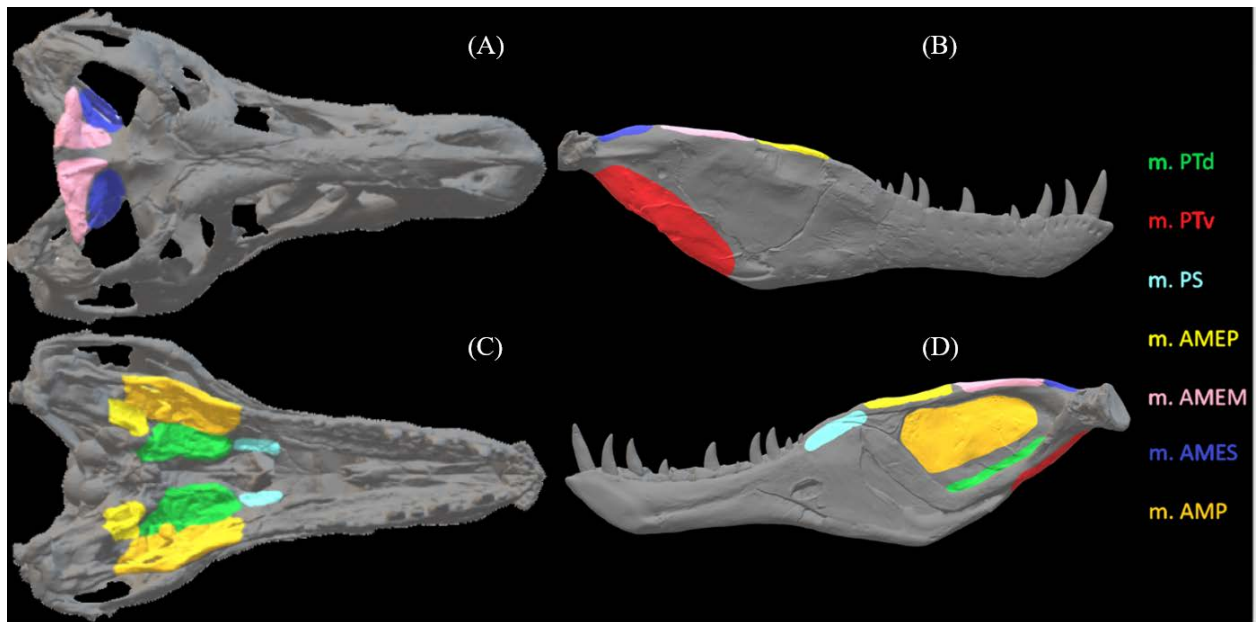 (A)
(B)
(C)
(D)
m. PTd
m. PTv
m. PS
m. AMEP
m. AMEM
m. AMES
m. AMP